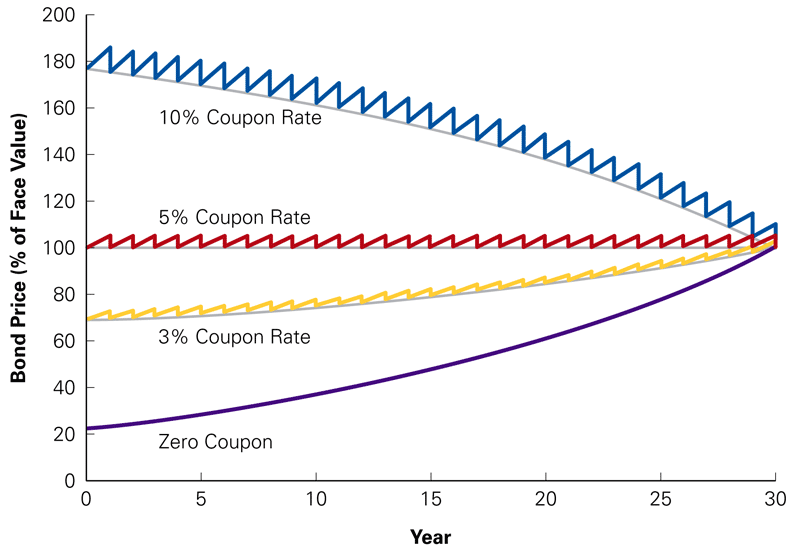 200
180
160
140
120
100
80
60
40
20
0
Bond Price (% of Face Value)
10% Coupon Rate
5% Coupon Rate
3% Coupon Rate
Zero Coupon
0 5 10 15 20 25 30
Year